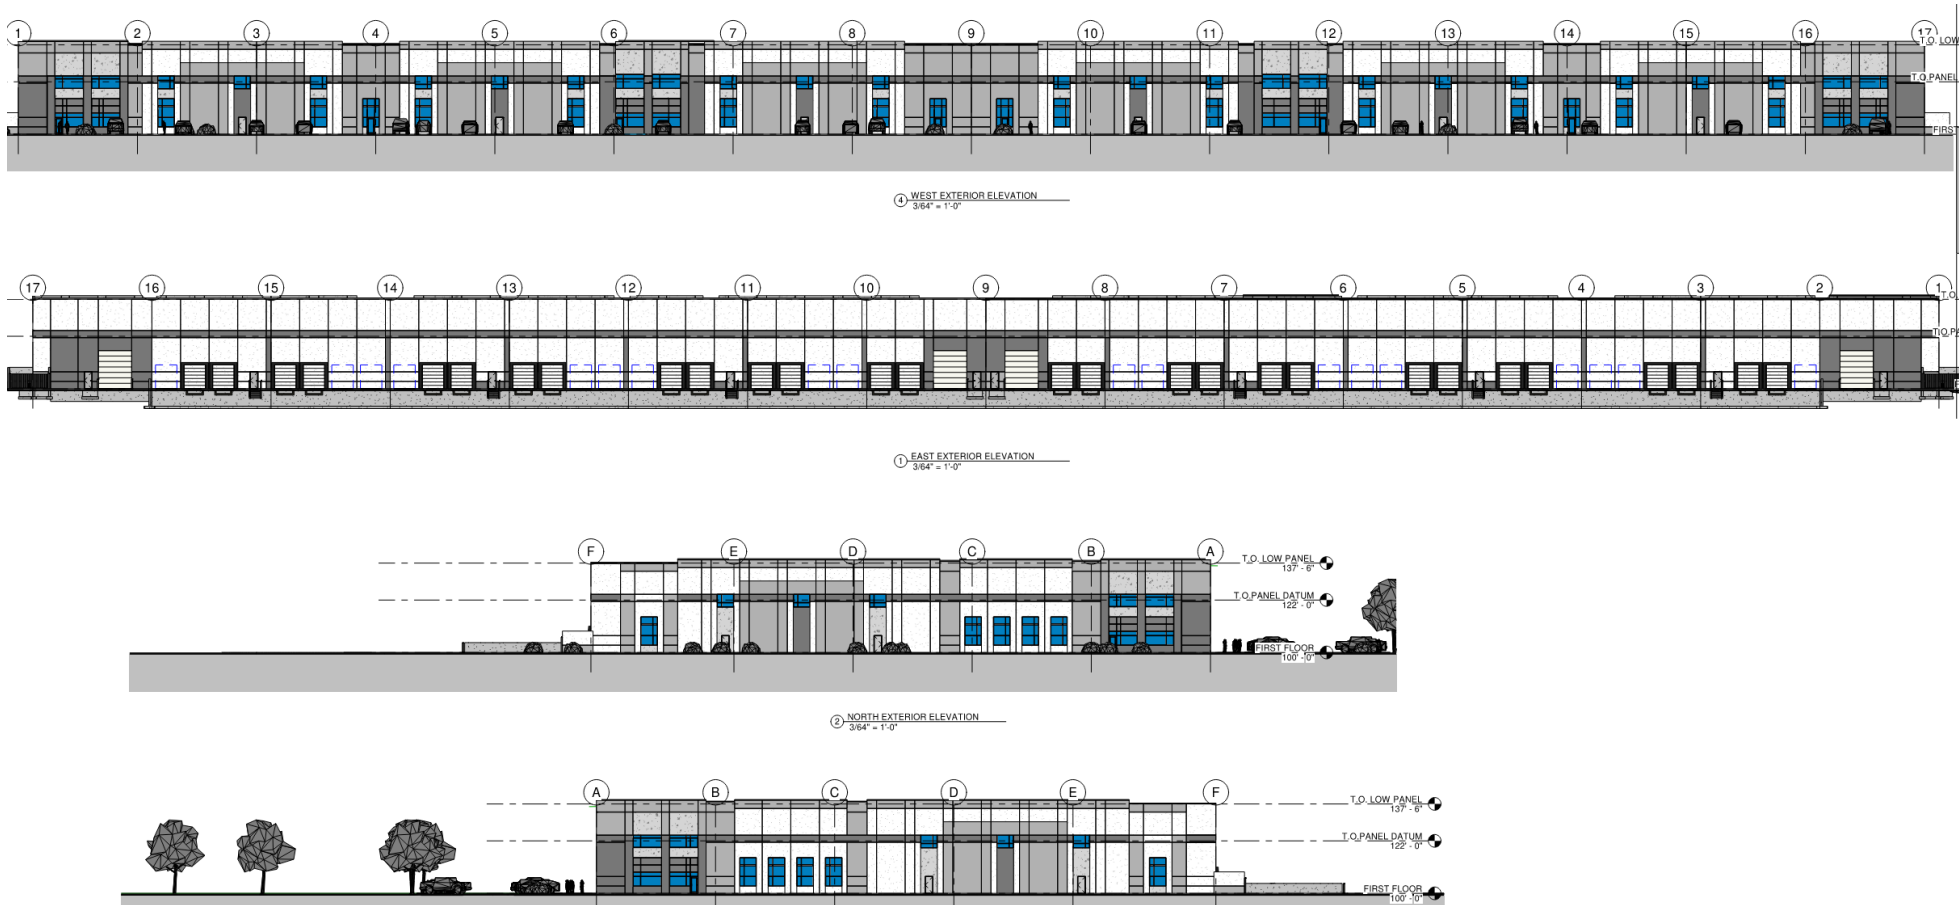 1 2 3 4 5 6 7 8 9 10 11 12 13 14 15 16 17
T.O. LOW
T.O.PANEL
FIRST
4 WEST EXTERIOR ELEVATION
3/64" = 1'-0"
17 16 15 14 13 12 11 10 9 8 7 6 5 4 3 2 1
T.O.
T.O.PA
1 EAST EXTERIOR ELEVATION
3/64" = 1'-0"
F E D C B A
T.O. LOW PANEL
137' - 6"
T.O.PANEL DATUM
122' - 0"
FIRST FLOOR
100' - 0"
2 NORTH EXTERIOR ELEVATION
3/64" = 1'-0"
A B C D E F
T.O. LOW PANEL
137' - 6"
T.O.PANEL DATUM
122' - 0"
FIRST FLOOR
100' - 0"